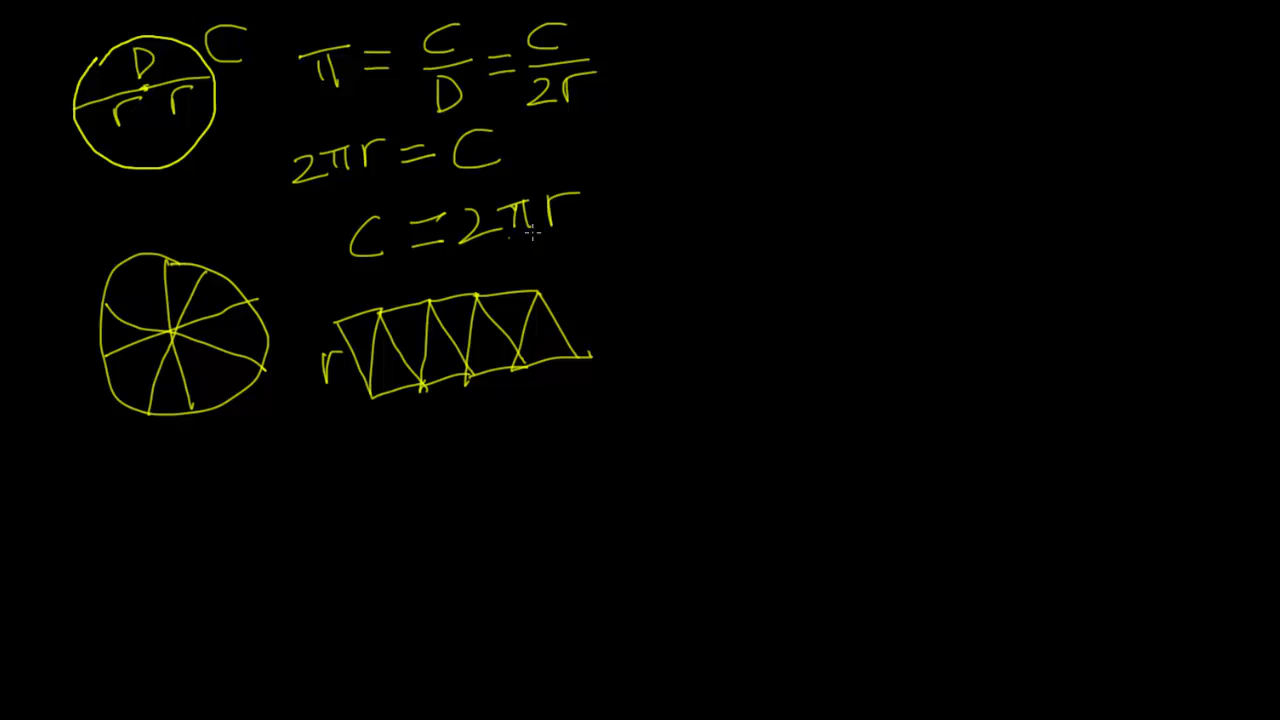 D
C
r r
π = C/D = C/2r
2πr = C
C = 2πr
r